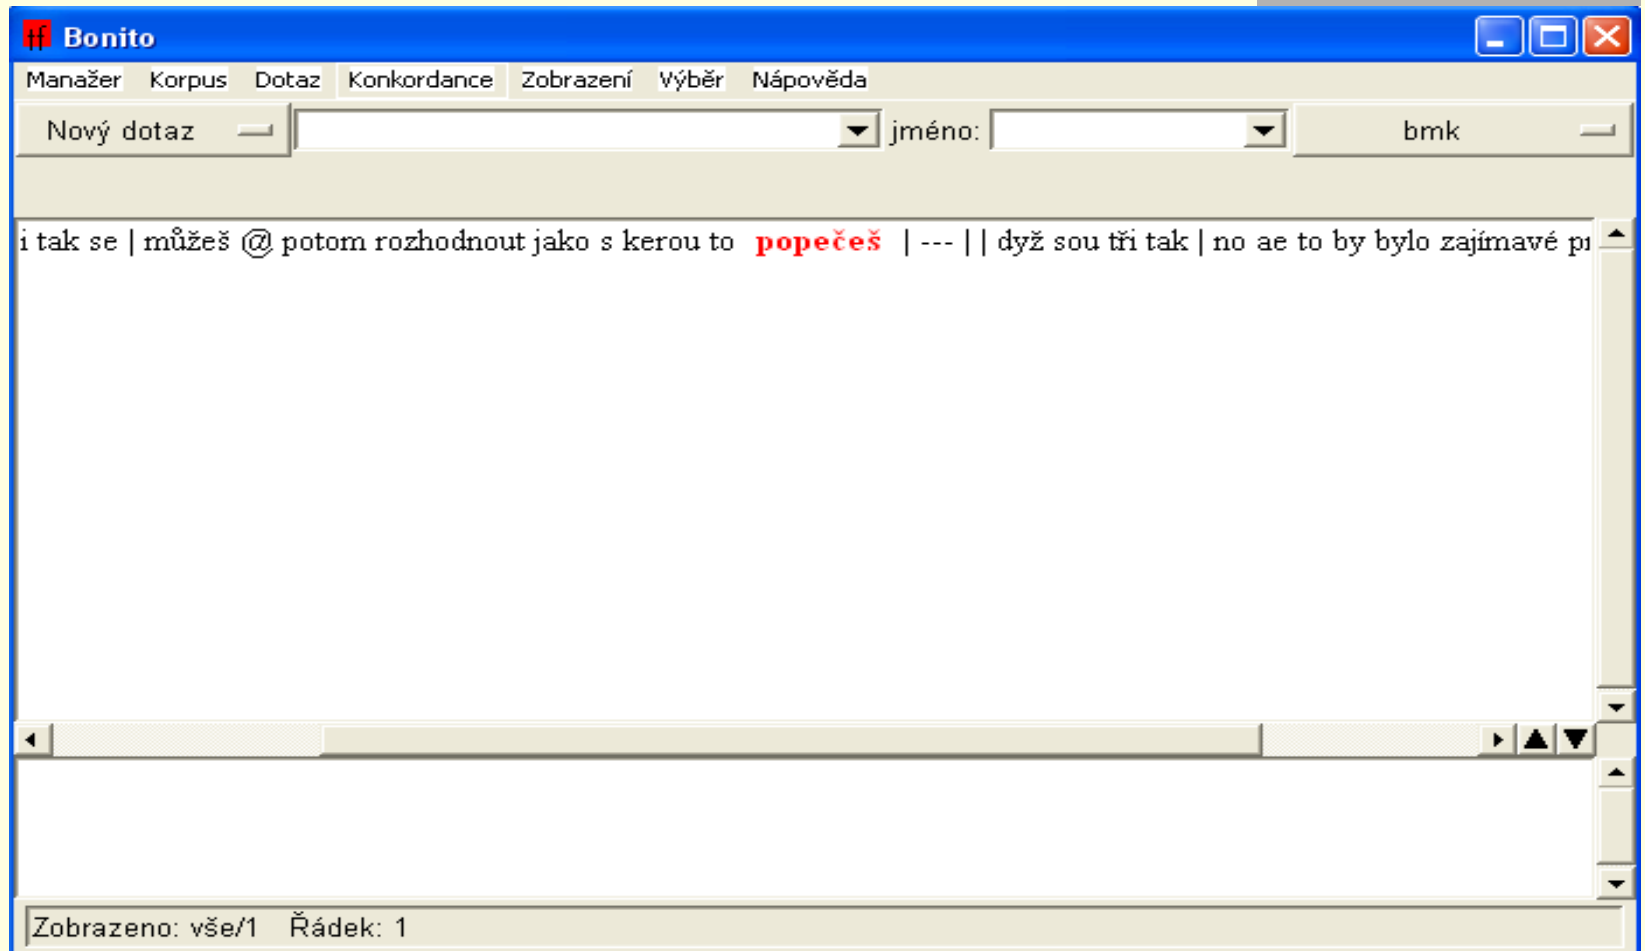 Bonito
Manažer Korpus Dotaz Konkordance Zobrazení Výběr Nápověda
Nový dotaz jméno: bmk
i tak se | můžeš @ potom rozhodnout jako s kerou to popečeš | --- | | dyž sou tři tak | no ae to by bylo zajímavé
Zobrazeno: vše/1 Řádek: 1